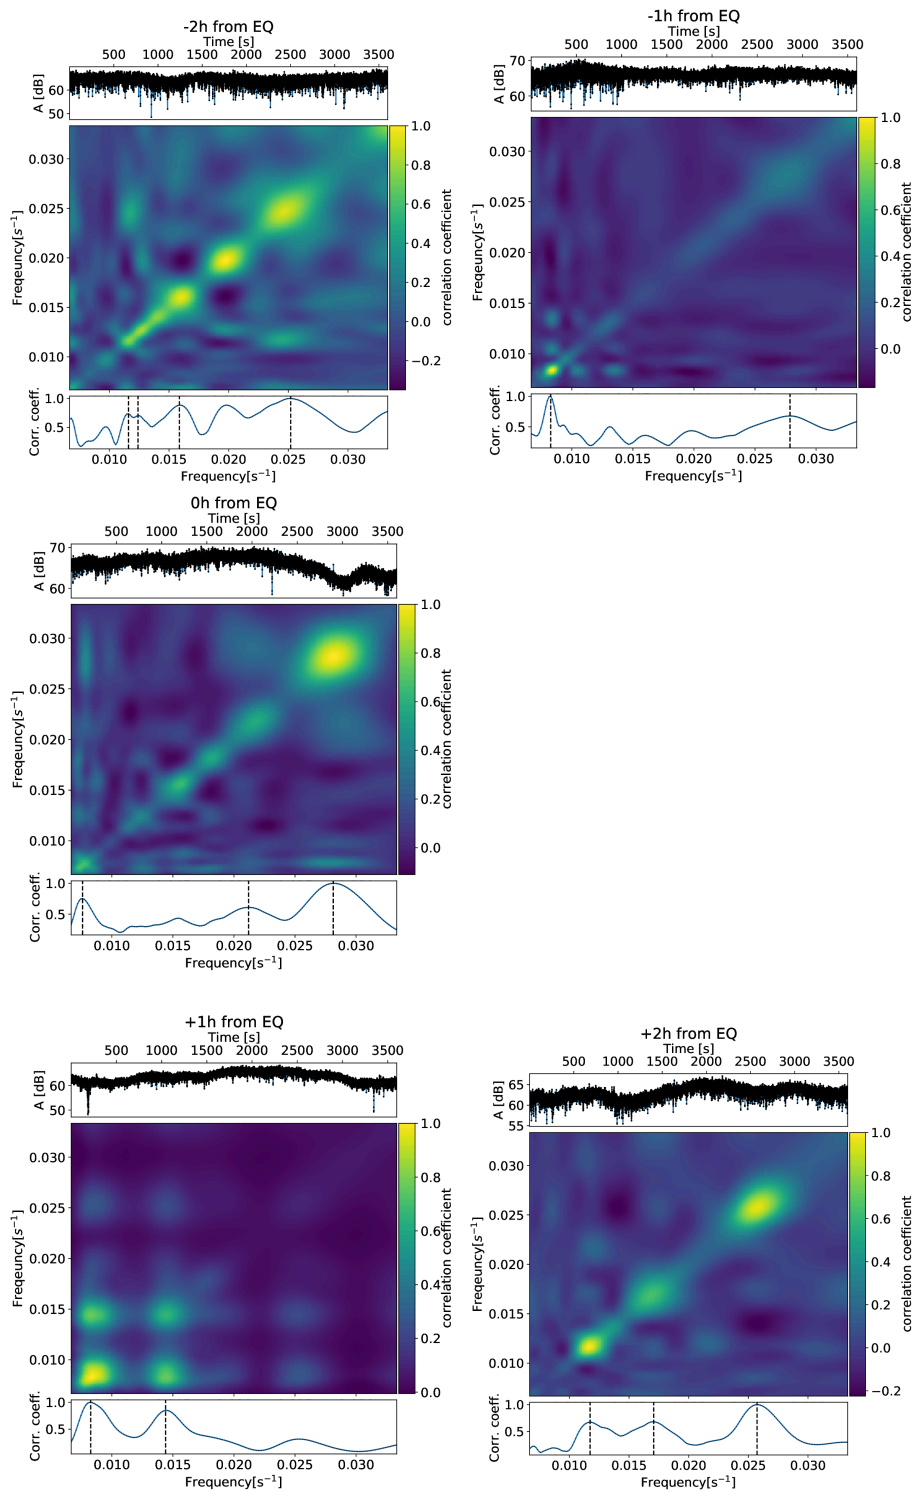 -2h from EQ
Time [s]
500 1000 1500 2000 2500 3000 3500
A [dB]
60
50
Freqeuncy[s⁻¹]
0.030
0.025
0.020
0.015
0.010
1.0
0.8
0.6
0.4
0.2
0.0
−0.2
correlation coefficient
Corr. coeff.
1.0
0.5
0.010 0.015 0.020 0.025 0.030
Frequency[s⁻¹]
-1h from EQ
Time [s]
500 1000 1500 2000 2500 3000 3500
A [dB]
70
60
Freqeuncy[s⁻¹]
0.030
0.025
0.020
0.015
0.010
1.0
0.8
0.6
0.4
0.2
0.0
correlation coefficient
Corr. coeff.
1.0
0.5
0.010 0.015 0.020 0.025 0.030
Frequency[s⁻¹]
0h from EQ
Time [s]
500 1000 1500 2000 2500 3000 3500
A [dB]
70
60
Freqeuncy[s⁻¹]
0.030
0.025
0.020
0.015
0.010
1.0
0.8
0.6
0.4
0.2
0.0
correlation coefficient
Corr. coeff.
1.0
0.5
0.010 0.015 0.020 0.025 0.030
Frequency[s⁻¹]
+1h from EQ
Time [s]
500 1000 1500 2000 2500 3000 3500
A [dB]
60
50
Freqeuncy[s⁻¹]
0.030
0.025
0.020
0.015
0.010
1.0
0.8
0.6
0.4
0.2
0.0
correlation coefficient
Corr. coeff.
1.0
0.5
0.010 0.015 0.020 0.025 0.030
Frequency[s⁻¹]
+2h from EQ
Time [s]
500 1000 1500 2000 2500 3000 3500
A [dB]
65
60
55
Freqeuncy[s⁻¹]
0.030
0.025
0.020
0.015
0.010
1.0
0.8
0.6
0.4
0.2
0.0
−0.2
correlation coefficient
Corr. coeff.
1.0
0.5
0.010 0.015 0.020 0.025 0.030
Frequency[s⁻¹]